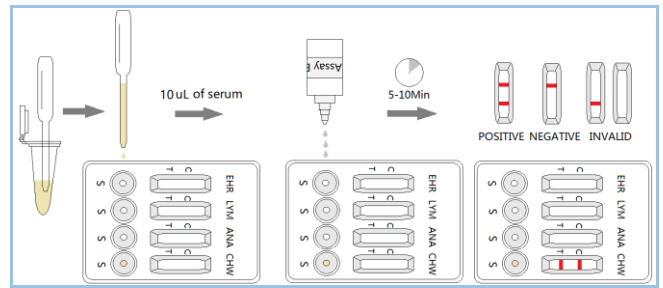 10 uL of serum
Assay B
5-10Min
POSITIVE NEGATIVE INVALID
S T C EHR
S T C LYM
S T C ANA
S T C CHW
S T C EHR
S T C LYM
S T C ANA
S T C CHW
S T C EHR
S T C LYM
S T C ANA
S T C CHW